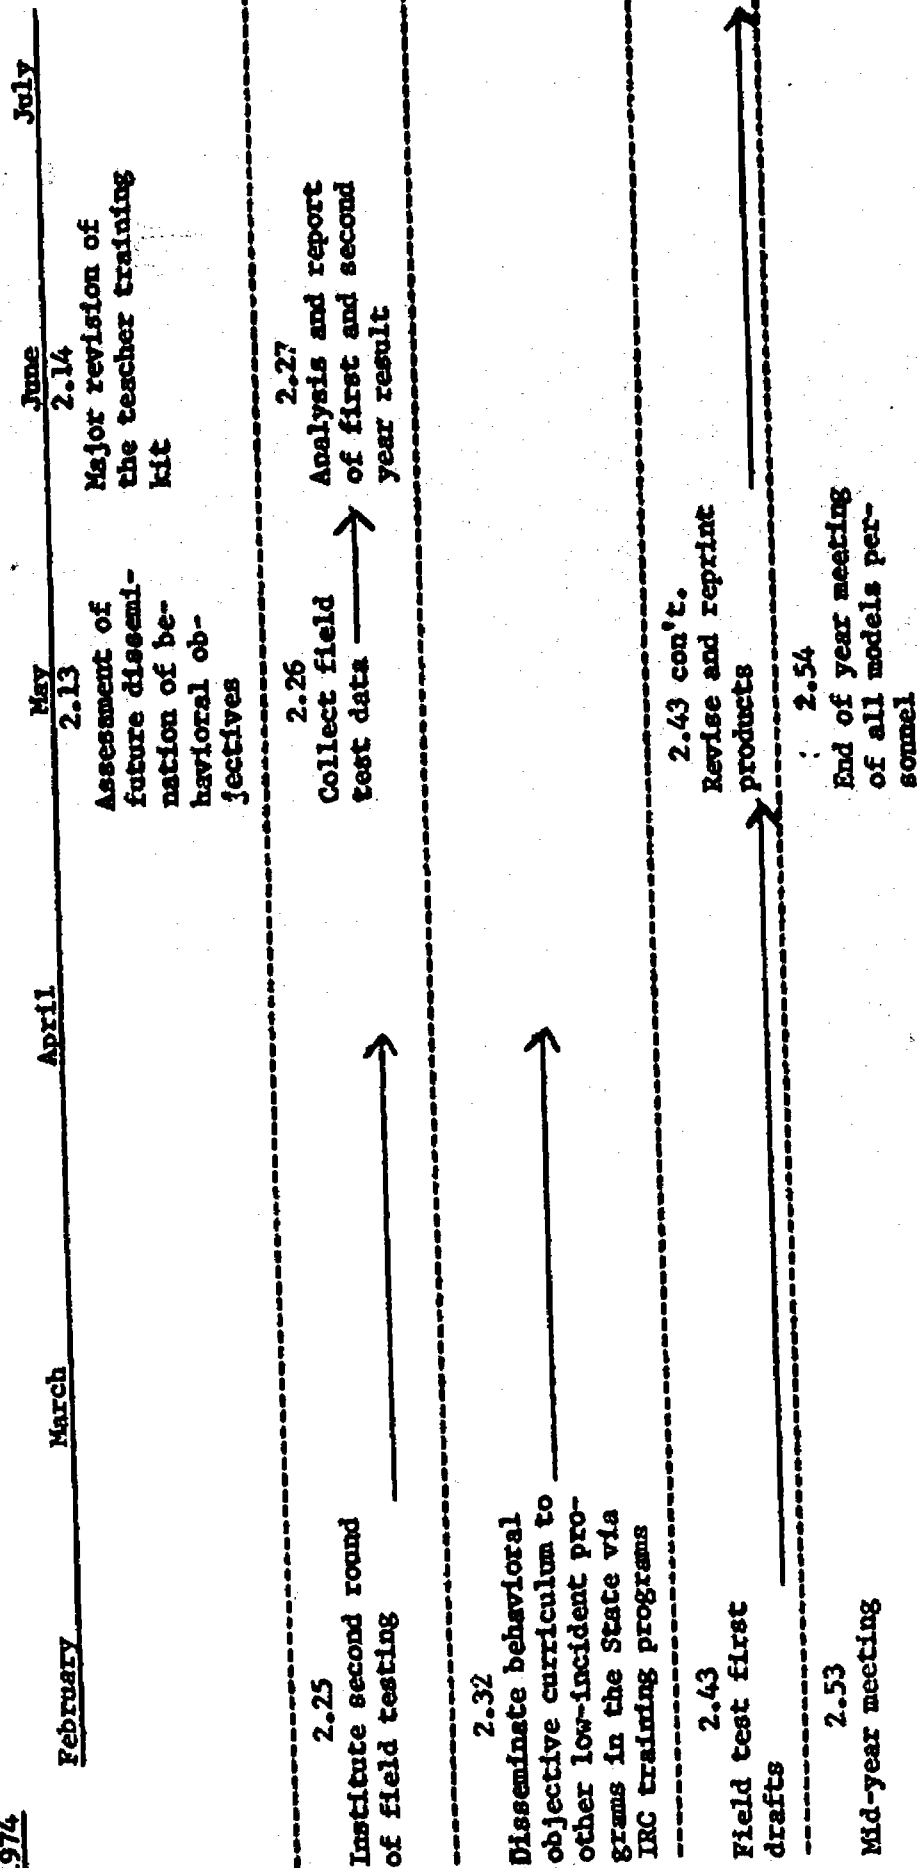 974
February March April May June July
2.13
Assessment of
future dissemi-
nation of be-
havioral ob-
jectives
2.14
Major revision of
the teacher training
kit
2.25
Institute second round
of field testing
2.26
Collect field
test data
2.27
Analysis and report
of first and second
year result
2.32
Disseminate behavioral
objective curriculum to
other low-incident pro-
grams in the State via
IRC training programs
2.43
Field test first
drafts
2.43 con't.
Revise and reprint
products
2.53
Mid-year meeting
2.54
End of year meeting
of all models per-
sonnel